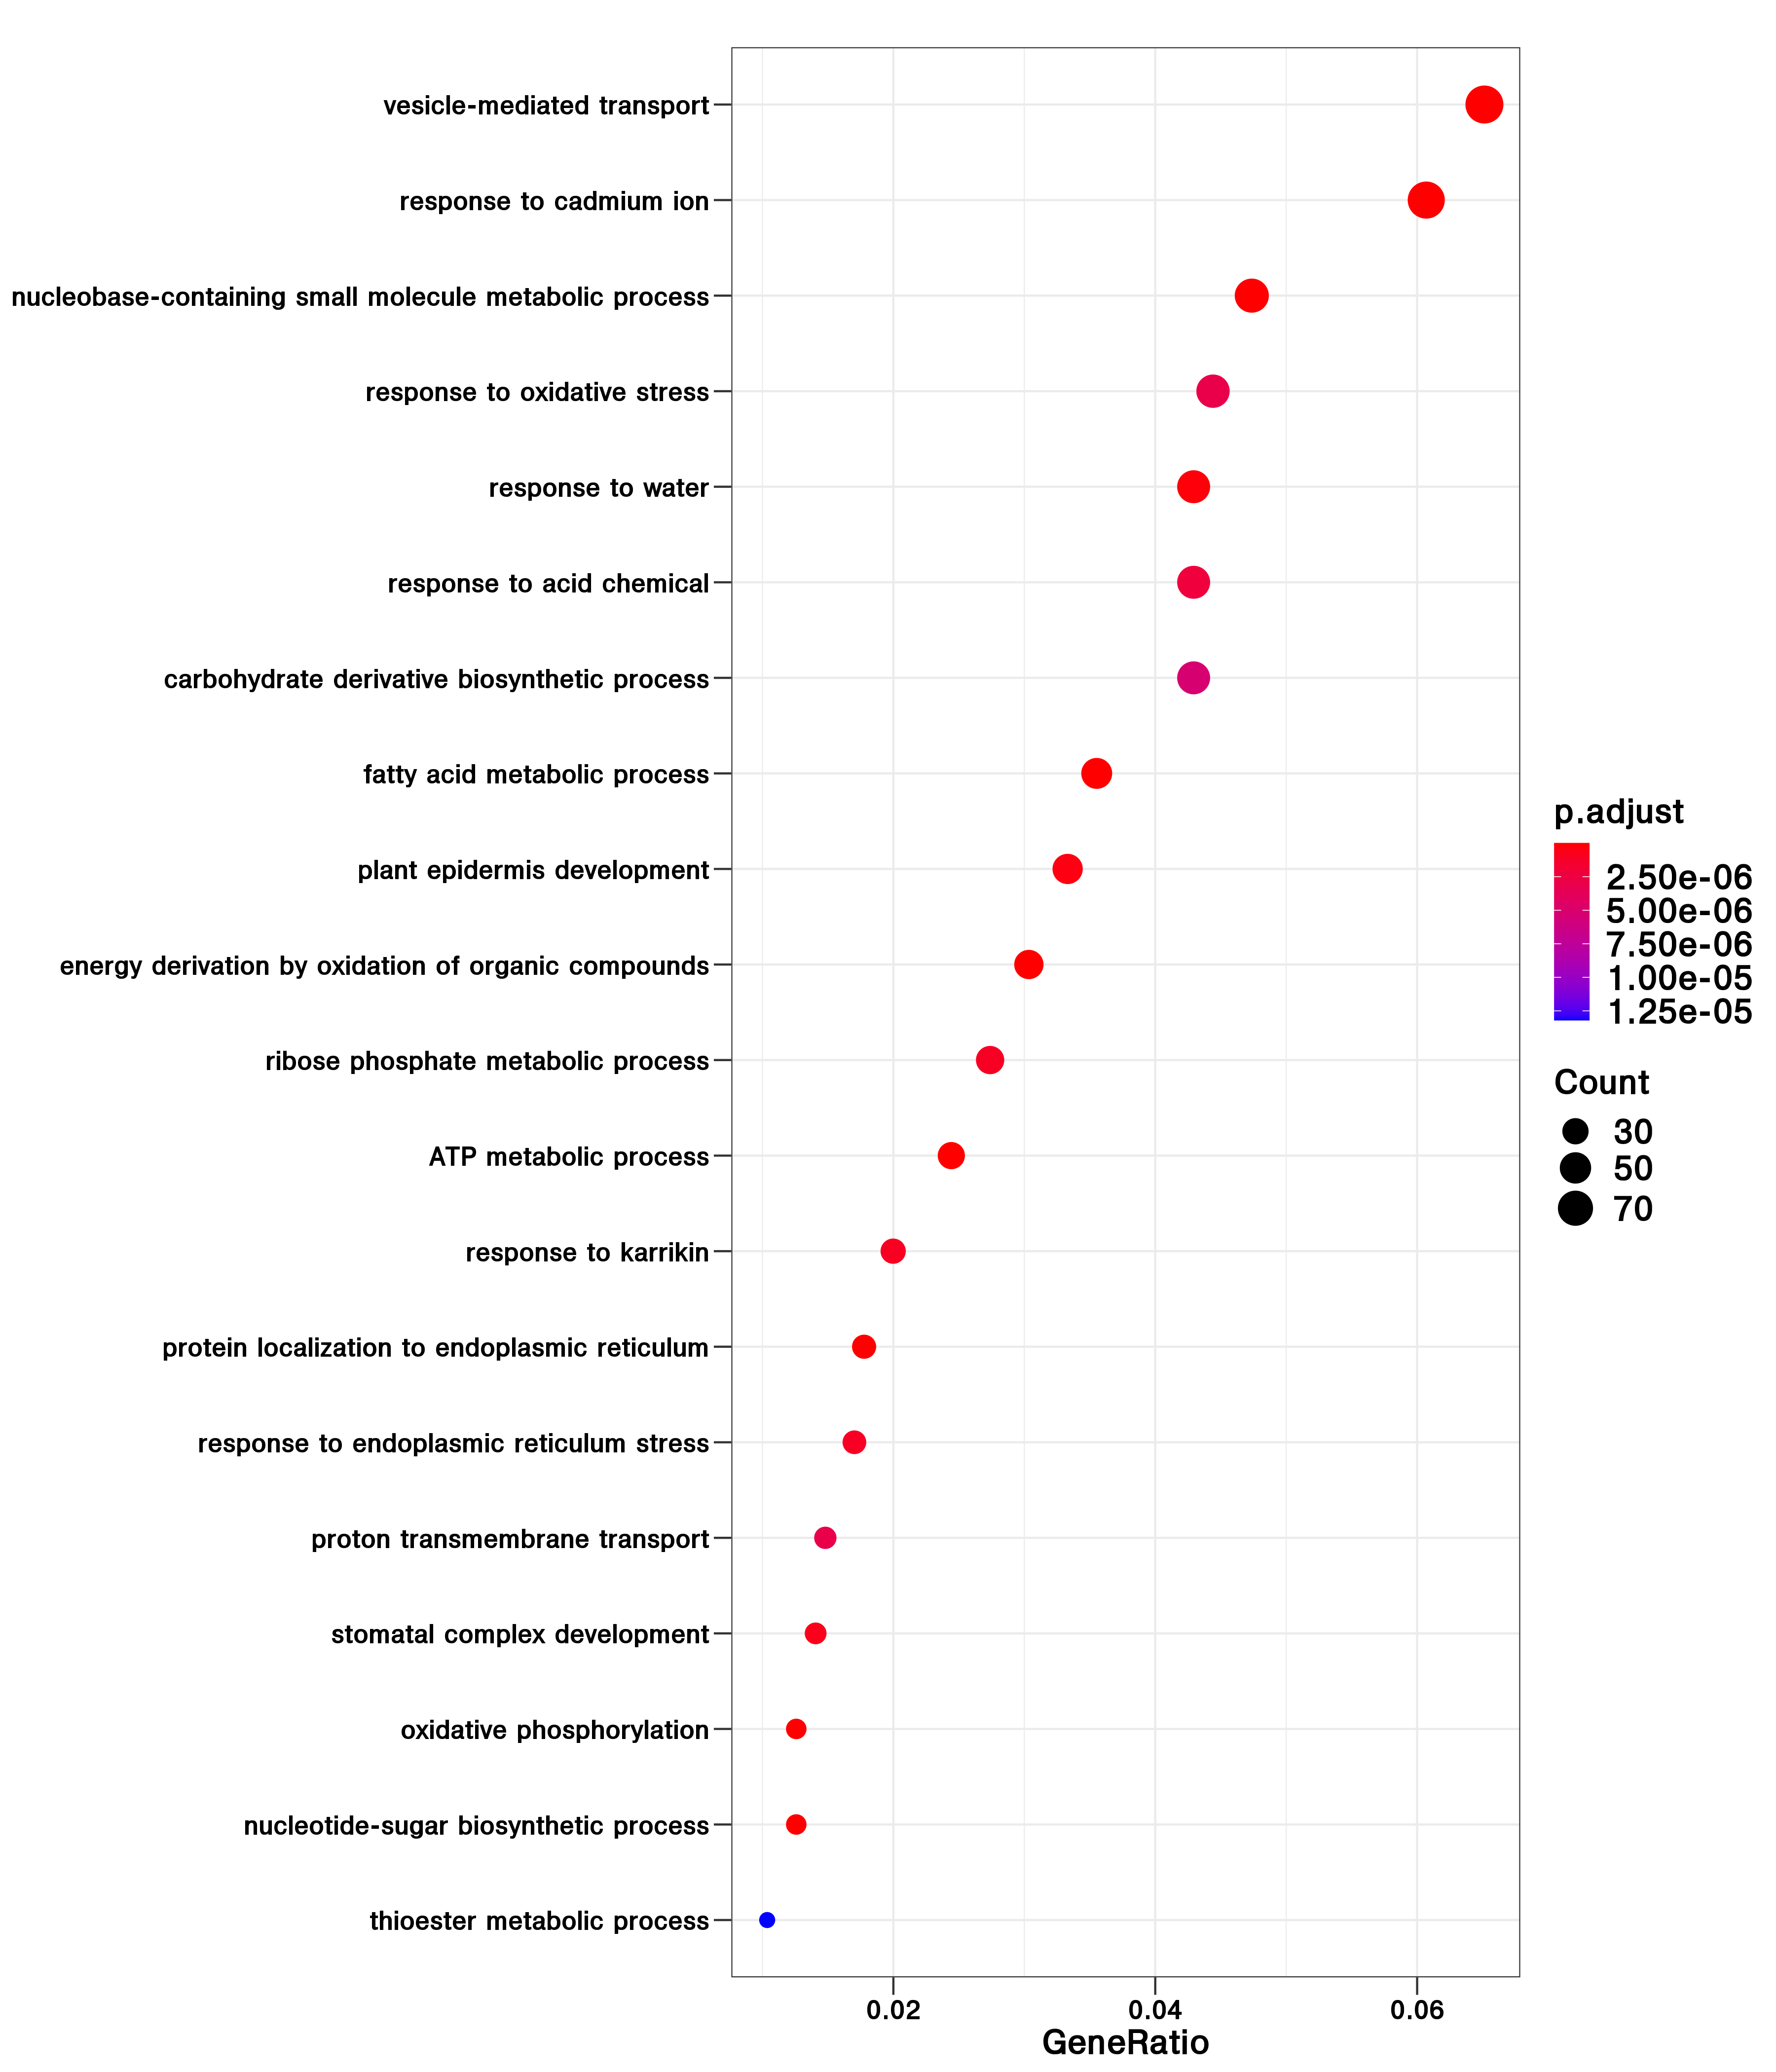 vesicle-mediated transport
response to cadmium ion
nucleobase-containing small molecule metabolic process
response to oxidative stress
response to water
response to acid chemical
carbohydrate derivative biosynthetic process
fatty acid metabolic process
plant epidermis development
energy derivation by oxidation of organic compounds
ribose phosphate metabolic process
ATP metabolic process
response to karrikin
protein localization to endoplasmic reticulum
response to endoplasmic reticulum stress
proton transmembrane transport
stomatal complex development
oxidative phosphorylation
nucleotide-sugar biosynthetic process
thioester metabolic process
0.02 0.04 0.06
GeneRatio
p.adjust
2.50e-06
5.00e-06
7.50e-06
1.00e-05
1.25e-05
Count
30
50
70